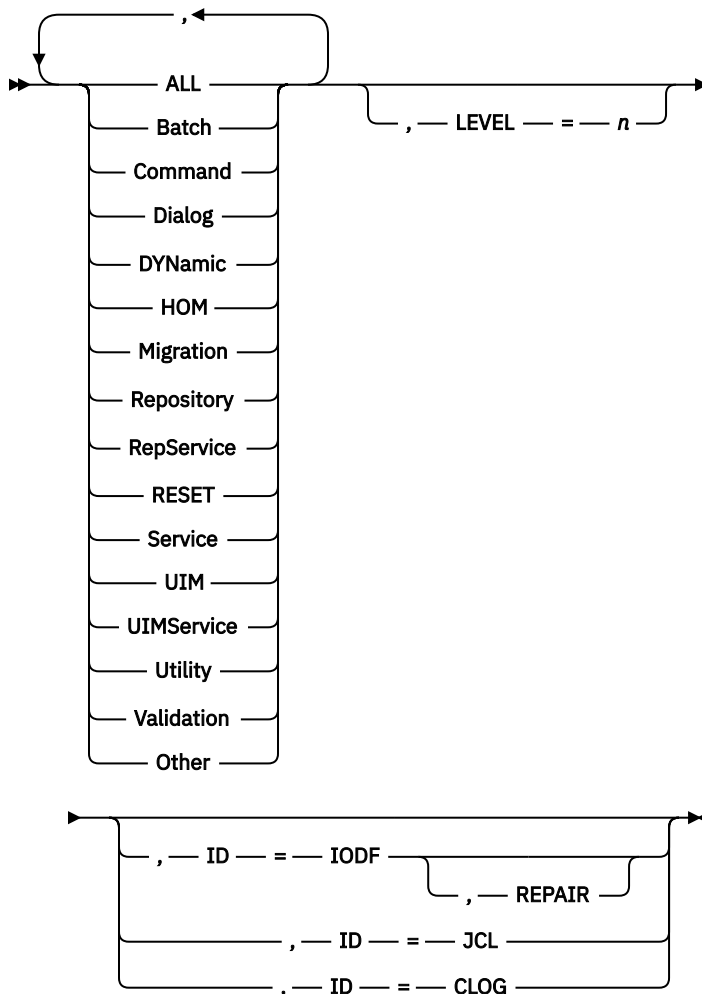 ,
ALL
, LEVEL = n
Batch
Command
Dialog
DYNamic
HOM
Migration
Repository
RepService
RESET
Service
UIM
UIMService
Utility
Validation
Other
, ID = IODF
, REPAIR
, ID = JCL
, ID = CLOG